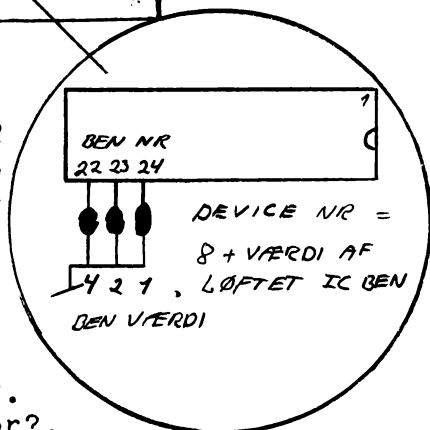 1
BEN NR
22 23 24
DEVICE NR =
8 + VÆRDI AF
4 2 1 . LØFTET IC BEN
BEN VÆRDI
r?